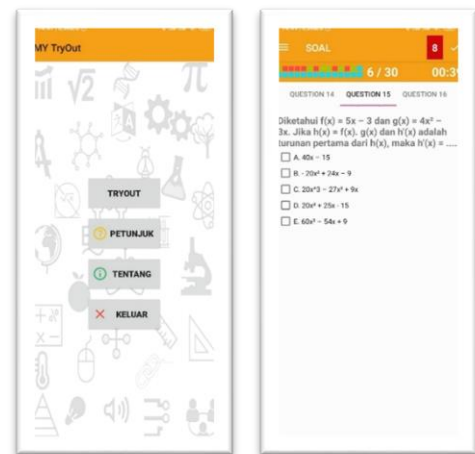 MY TryOut
TRYOUT
PETUNJUK
TENTANG
KELUAR
SOAL
8
6 / 30
QUESTION 14 QUESTION 15 QUESTION 16
Diketahui f(x) = 5x − 3 dan g(x) = 4x² −
3x. Jika h(x) = f(x). g(x) dan h'(x) adalah
turunan pertama dari h(x), maka h'(x) = ....
A. 40x − 15
B. - 20x² + 24x − 9
C. 20x^3 − 27x² + 9x
D. 20x² + 25x - 15
E. 60x² − 54x + 9